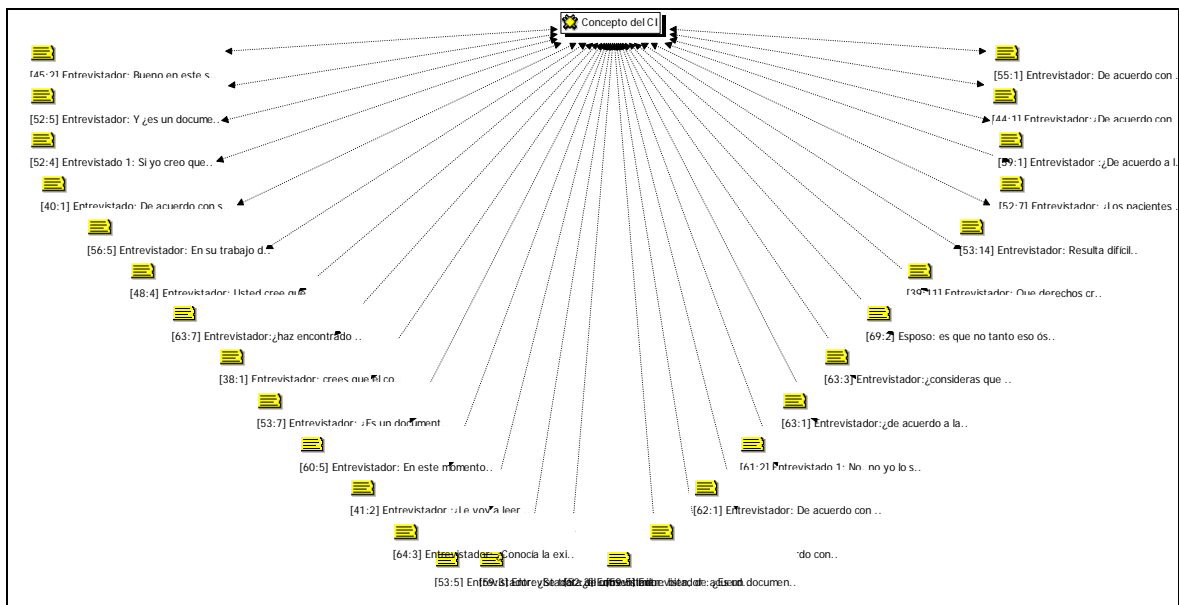 Concepto del CI
[45:2] Entrevistador: Bueno en este s..
[55:1] Entrevistador: De acuerdo con ..
[52:5] Entrevistador: Y ¿es un docume..
[44:1] Entrevistador:¿De acuerdo con
[52:4] Entrevistado 1: Si yo creo que..
[39:1] Entrevistador :¿De acuerdo a l..
[40:1] Entrevistado: De acuerdo con s..
[52:7] Entrevistador: ¿Los pacientes ..
[56:5] Entrevistador: En su trabajo d..
[53:14] Entrevistador: Resulta difícil..
[48:4] Entrevistador: Usted cree que
[39:11] Entrevistador: Que derechos cr..
[63:7] Entrevistador:¿haz encontrado ..
[69:2] Esposo: es que no tanto eso ós..
[38:1] Entrevistador: crees que el co
[63:3] Entrevistador:¿consideras que ..
[53:7] Entrevistador: ¿Es un document
[63:1] Entrevistador:¿de acuerdo a la..
[60:5] Entrevistador: En este momento..
[61:2] Entrevistado 1: No, no yo lo s..
[41:2] Entrevistador :¿Le voy a leer
[62:1] Entrevistador: De acuerdo con ..
[64:3] Entrevistador: ¿Conocía la exi..
rdo con..
[53:5]
documen..